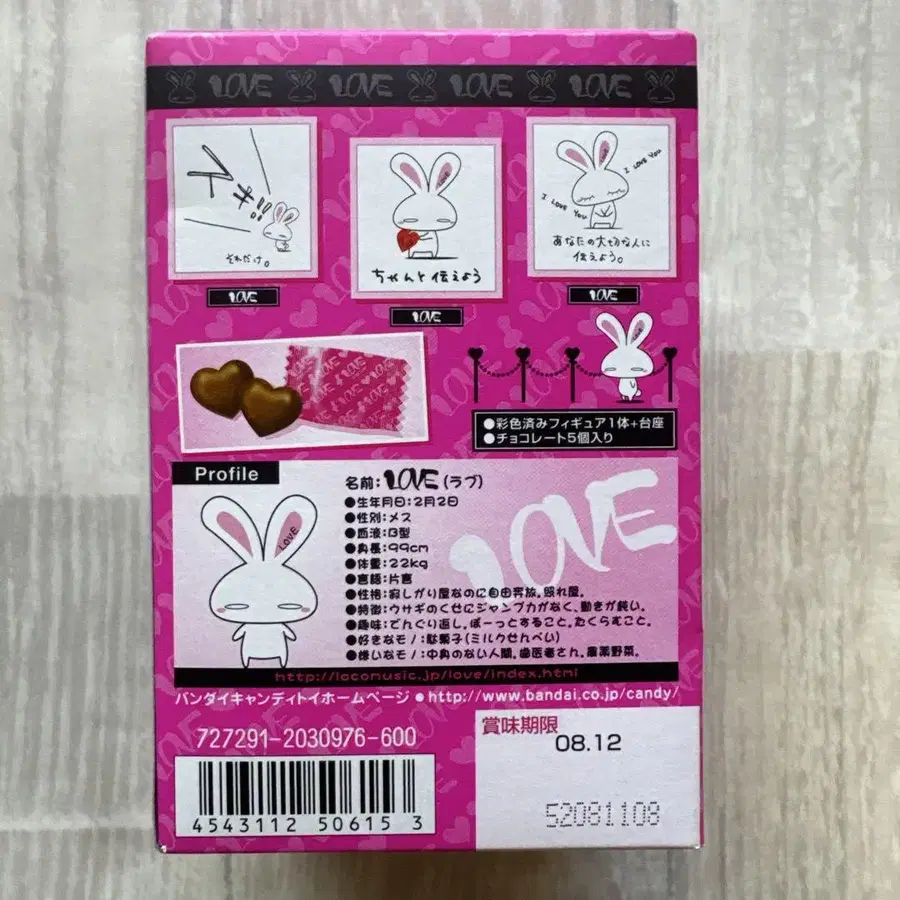 LOVE LOVE LOVE LOVE
スキ!!
それだけ。
LOVE
LOVE
ちゃんと伝えよう
LOVE
I LOVE YOU
I LOVE YOU
あなたの大切な人に
伝えよう。
LOVE
●彩色済みフィギュア1体+台座
●チョコレート5個入り
Profile
LOVE
名前:LOVE(ラブ)
●生年月日:2月2日
●性別:メス
●血液:B型
●身長:99cm
●体重:22kg
●言語:片言
●性格:寂しがり屋なのに自由奔放。照れ屋。
●特徴:ウサギのくせにジャンプ力がなく、動きが鈍い。
●趣味:でんぐり返し。ぼーっとすること。たくらむこと。
●好きなモノ:駄菓子(ミルクせんべい)
●嫌いなモノ:中身のない人間。歯医者さん。農薬野菜。
LOVE
http://locomusic.jp/love/index.html
バンダイキャンディトイホームページ ●http://www.bandai.co.jp/candy/
727291-2030976-600
4543112 506153
賞味期限
08.12
52081108